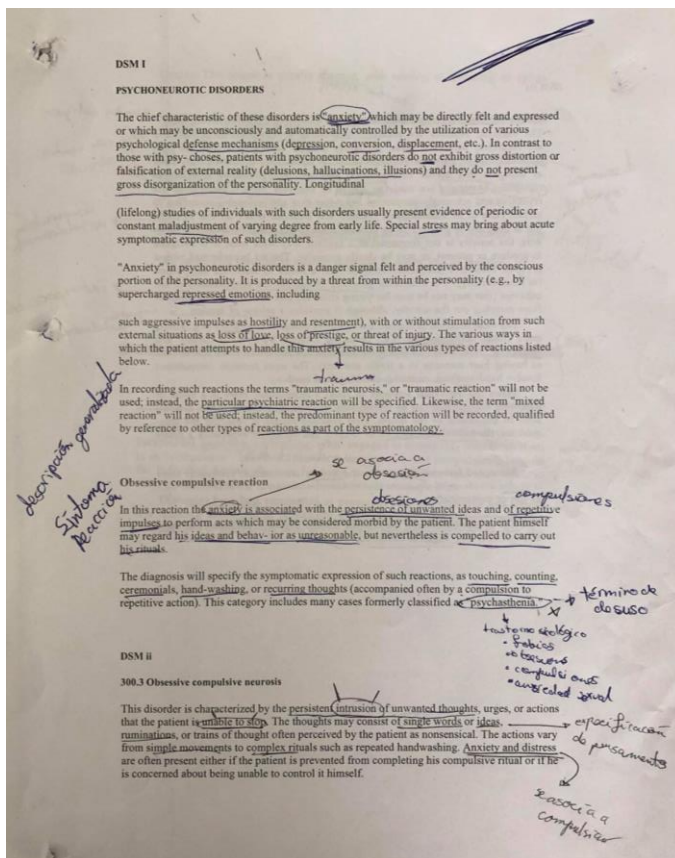 DSM I
PSYCHONEUROTIC DISORDERS
The chief characteristic of these disorders is "anxiety" which may be directly felt and expressed
or which may be unconsciously and automatically controlled by the utilization of various
psychological defense mechanisms (depression, conversion, displacement, etc.). In contrast to
those with psy- choses, patients with psychoneurotic disorders do not exhibit gross distortion or
falsification of external reality (delusions, hallucinations, illusions) and they do not present
gross disorganization of the personality. Longitudinal
(lifelong) studies of individuals with such disorders usually present evidence of periodic or
constant maladjustment of varying degree from early life. Special stress may bring about acute
symptomatic expression of such disorders.
"Anxiety" in psychoneurotic disorders is a danger signal felt and perceived by the conscious
portion of the personality. It is produced by a threat from within the personality (e.g., by
supercharged repressed emotions, including
such aggressive impulses as hostility and resentment), with or without stimulation from such
external situations as loss of love, loss of prestige, or threat of injury. The various ways in
which the patient attempts to handle this anxiety results in the various types of reactions listed
below.
trauma
In recording such reactions the terms "traumatic neurosis," or "traumatic reaction" will not be
used; instead, the particular psychiatric reaction will be specified. Likewise, the term "mixed
reaction" will not be used; instead, the predominant type of reaction will be recorded, qualified
by reference to other types of reactions as part of the symptomatology.
descripción generalizada
Síntoma
reacción
se asocia a
obsesión
Obsessive compulsive reaction
obsesiones
compulsiones
In this reaction the anxiety is associated with the persistence of unwanted ideas and of repetitive
impulses to perform acts which may be considered morbid by the patient. The patient himself
may regard his ideas and behav- ior as unreasonable, but nevertheless is compelled to carry out
his rituals.
The diagnosis will specify the symptomatic expression of such reactions, as touching, counting,
ceremonials, hand-washing, or recurring thoughts (accompanied often by a compulsion to
repetitive action). This category includes many cases formerly classified as "psychasthenia."
término de
desuso
trastorno
• fobias
• obsesiones
• compulsiones
• ansiedad
DSM ii
300.3 Obsessive compulsive neurosis
This disorder is characterized by the persistent intrusion of unwanted thoughts, urges, or actions
that the patient is unable to stop. The thoughts may consist of single words or ideas,
ruminations, or trains of thought often perceived by the patient as nonsensical. The actions vary
from simple movements to complex rituals such as repeated handwashing. Anxiety and distress
are often present either if the patient is prevented from completing his compulsive ritual or if he
is concerned about being unable to control it himself.
especificación
de pensamento
se asocia a
compulsión